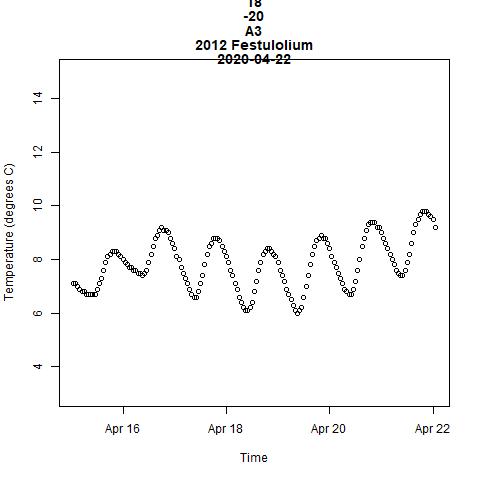 18
-20
A3
2012 Festulolium
2020-04-22
Temperature (degrees C)
14
12
10
8
6
4
Apr 16
Apr 18
Apr 20
Apr 22
Time